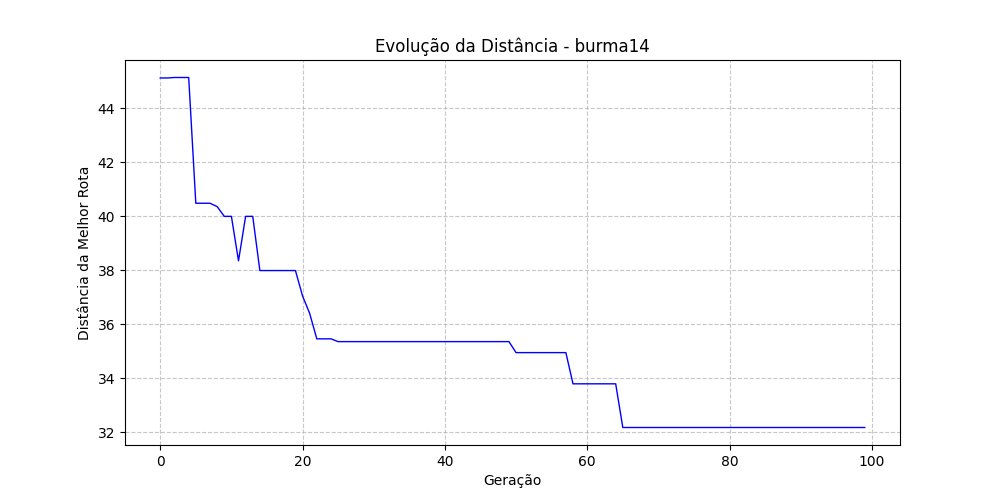 Evolução da Distância - burma14
Distância da Melhor Rota
44
42
40
38
36
34
32
0 20 40 60 80 100
Geração